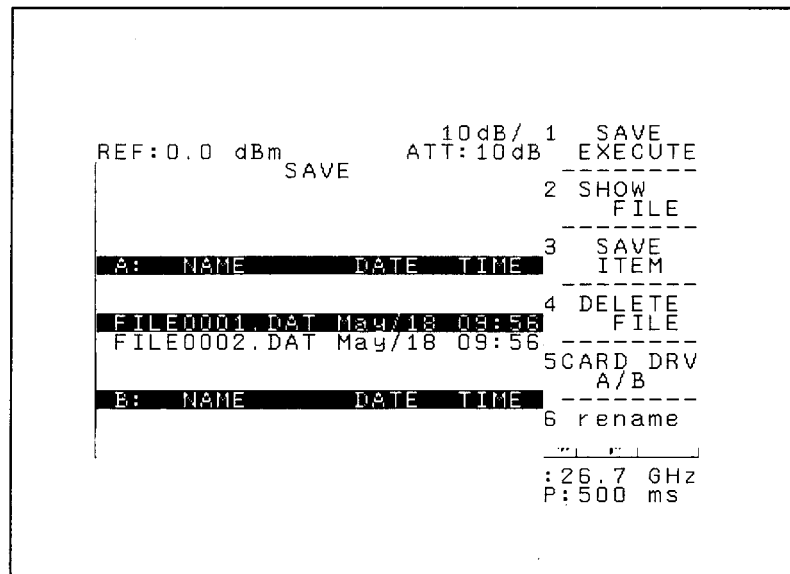 10dB/
REF:0.0 dBm ATT:10dB
SAVE
A: NAME DATE TIME
FILE0001.DAT May/18 09:56
FILE0002.DAT May/18 09:56
B: NAME DATE TIME
1 SAVE
EXECUTE
2 SHOW
FILE
3 SAVE
ITEM
4 DELETE
FILE
5CARD DRV
A/B
6 rename
:26.7 GHz
P:500 ms